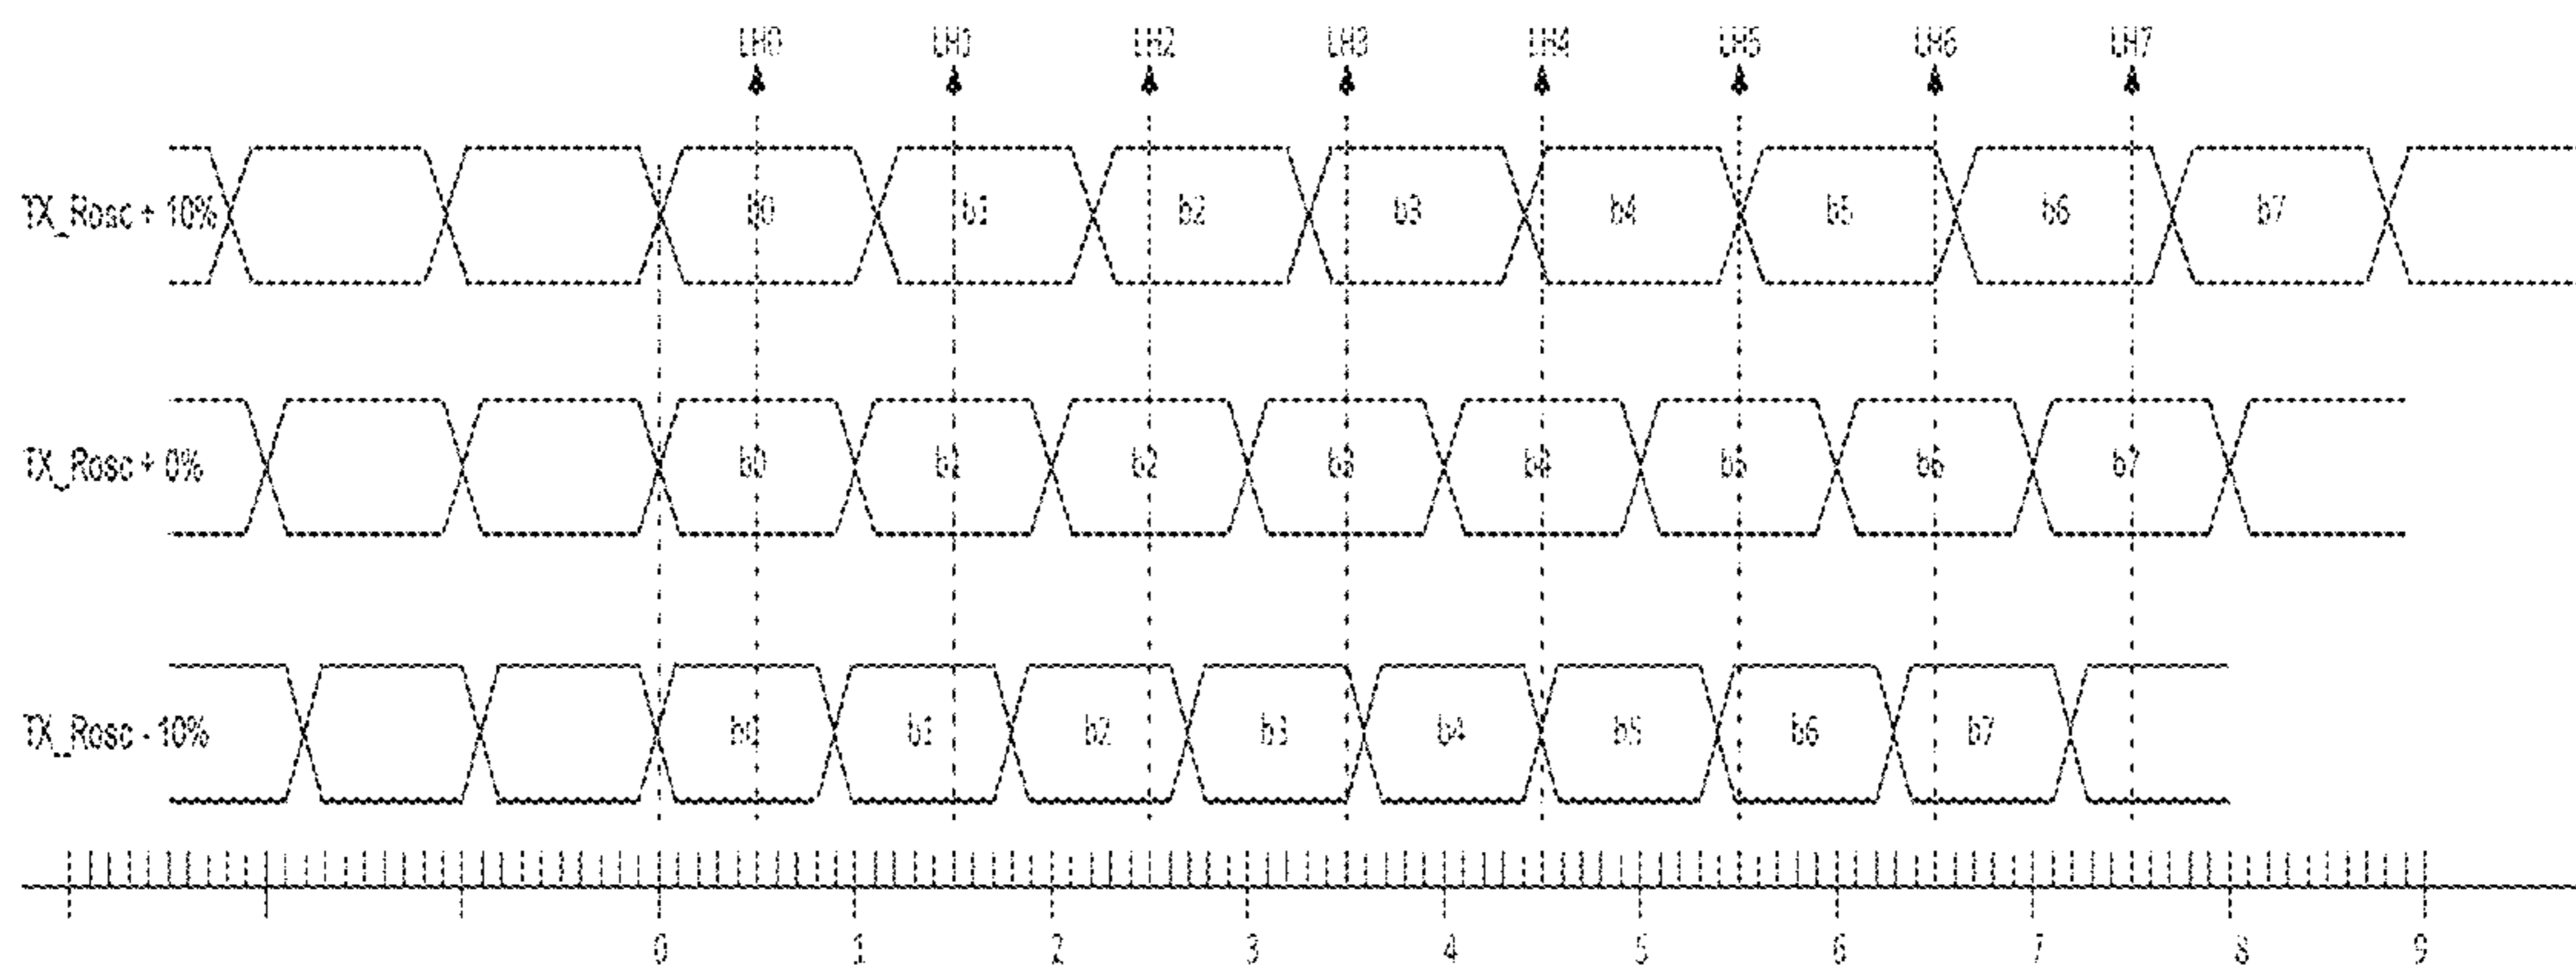 LH0 LH1 LH2 LH3 LH4 LH5 LH6 LH7
TX_Rosc + 10% b0 b1 b2 b3 b4 b5 b6 b7
TX_Rosc + 0% b0 b1 b2 b3 b4 b5 b6 b7
TX_Rosc - 10% b0 b1 b2 b3 b4 b5 b6 b7
0 1 2 3 4 5 6 7 8 9